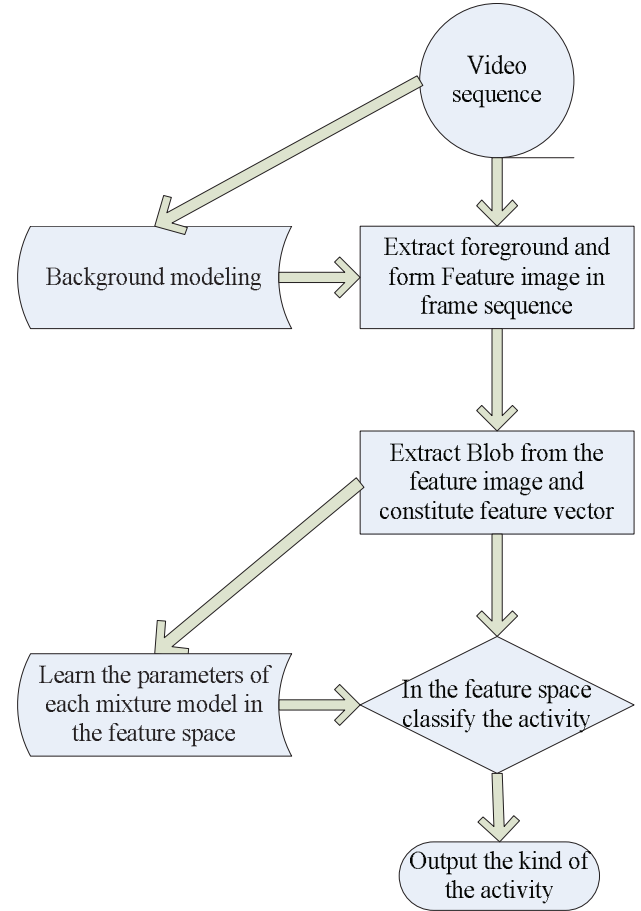 Video
sequence
Background modeling
Extract foreground and
form Feature image in
frame sequence
Extract Blob from the
feature image and
constitute feature vector
Learn the parameters of
each mixture model in
the feature space
In the feature space
classify the activity
Output the kind of
the activity